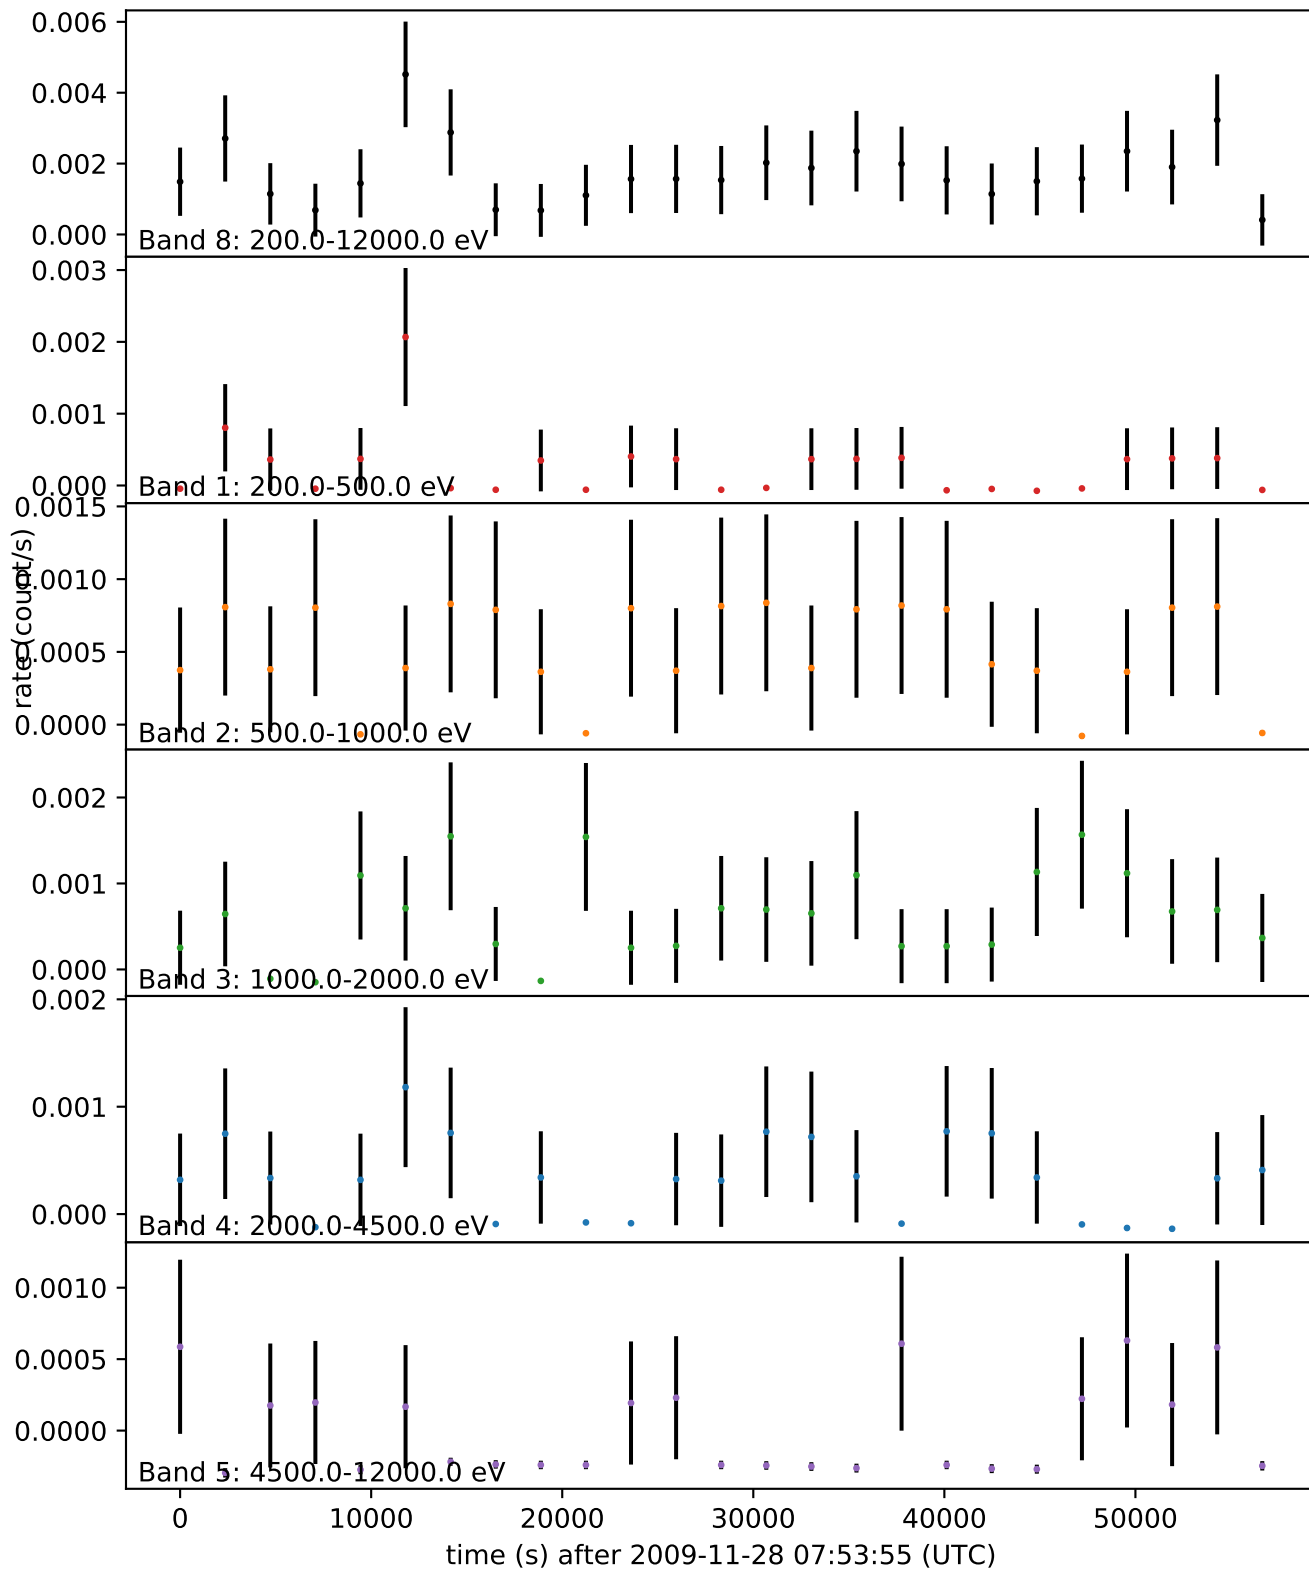 0.006
0.004
0.002
0.000
Band 8: 200.0-12000.0 eV
0.003
0.002
0.001
0.000
Band 1: 200.0-500.0 eV
rate (count/s)
0.0015
0.0010
0.0005
0.0000
Band 2: 500.0-1000.0 eV
0.002
0.001
0.000
Band 3: 1000.0-2000.0 eV
0.002
0.001
0.000
Band 4: 2000.0-4500.0 eV
0.0010
0.0005
0.0000
Band 5: 4500.0-12000.0 eV
0 10000 20000 30000 40000 50000
time (s) after 2009-11-28 07:53:55 (UTC)